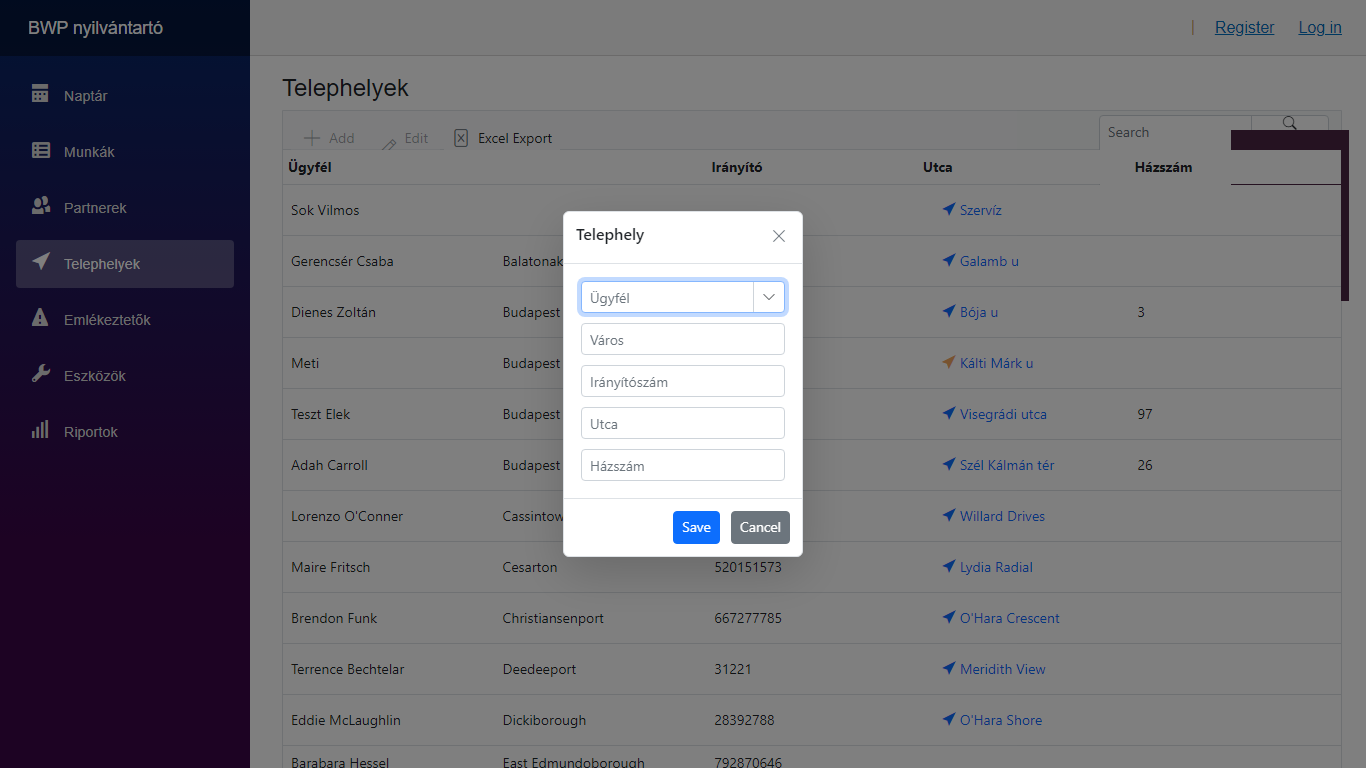 BWP nyilvántartó
| Register Log in
Naptár
Munkák
Partnerek
Telephelyek
Emlékeztetők
Eszközök
Riportok
Telephelyek
Add Edit Excel Export Search
Ügyfél Irányító Utca Házszám
Sok Vilmos Szervíz
Gerencsér Csaba Balatonak Galamb u
Dienes Zoltán Budapest Bója u 3
Meti Budapest Kálti Márk u
Teszt Elek Budapest Visegrádi utca 97
Adah Carroll Budapest Szél Kálmán tér 26
Lorenzo O'Conner Cassintow Willard Drives
Maire Fritsch Cesarton 520151573 Lydia Radial
Brendon Funk Christiansenport 667277785 O'Hara Crescent
Terrence Bechtelar Deedeeport 31221 Meridith View
Eddie McLaughlin Dickiborough 28392788 O'Hara Shore
Barabara Hessel East Edmundoborough 792870646
Telephely
Ügyfél
Város
Irányítószám
Utca
Házszám
Save Cancel